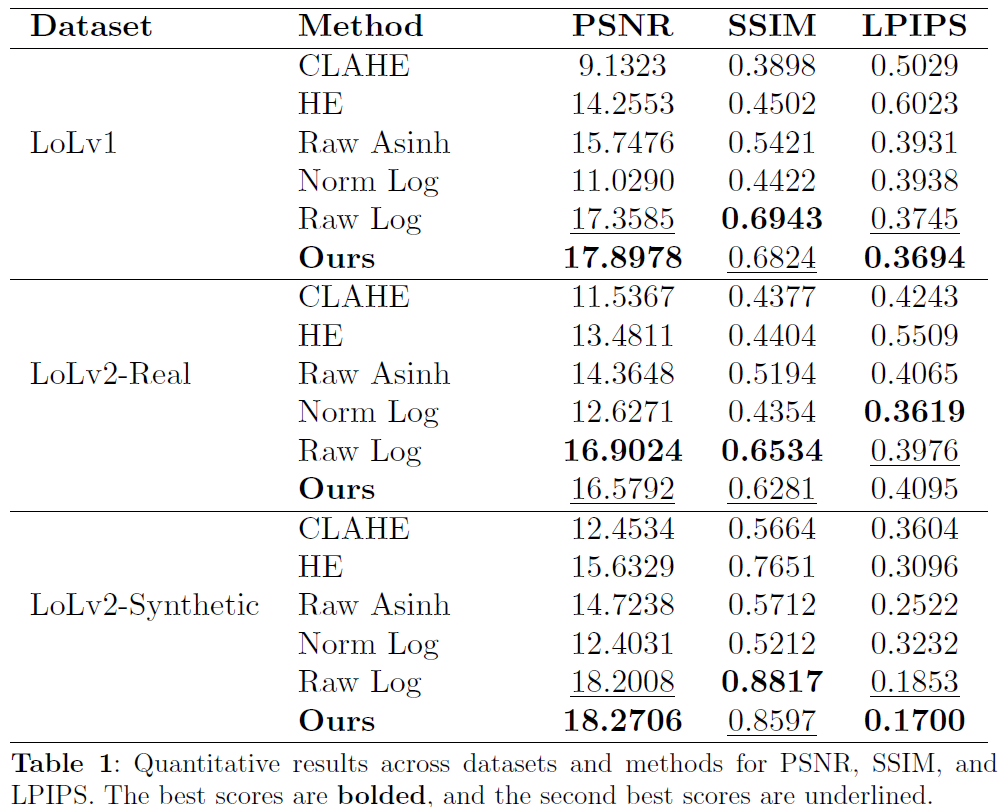 Dataset Method PSNR SSIM LPIPS
CLAHE 9.1323 0.3898 0.5029
HE 14.2553 0.4502 0.6023
LoLv1 Raw Asinh 15.7476 0.5421 0.3931
Norm Log 11.0290 0.4422 0.3938
Raw Log 17.3585 0.6943 0.3745
Ours 17.8978 0.6824 0.3694
CLAHE 11.5367 0.4377 0.4243
HE 13.4811 0.4404 0.5509
LoLv2-Real Raw Asinh 14.3648 0.5194 0.4065
Norm Log 12.6271 0.4354 0.3619
Raw Log 16.9024 0.6534 0.3976
Ours 16.5792 0.6281 0.4095
CLAHE 12.4534 0.5664 0.3604
HE 15.6329 0.7651 0.3096
LoLv2-Synthetic Raw Asinh 14.7238 0.5712 0.2522
Norm Log 12.4031 0.5212 0.3232
Raw Log 18.2008 0.8817 0.1853
Ours 18.2706 0.8597 0.1700
Table 1: Quantitative results across datasets and methods for PSNR, SSIM, and
LPIPS. The best scores are bolded, and the second best scores are underlined.